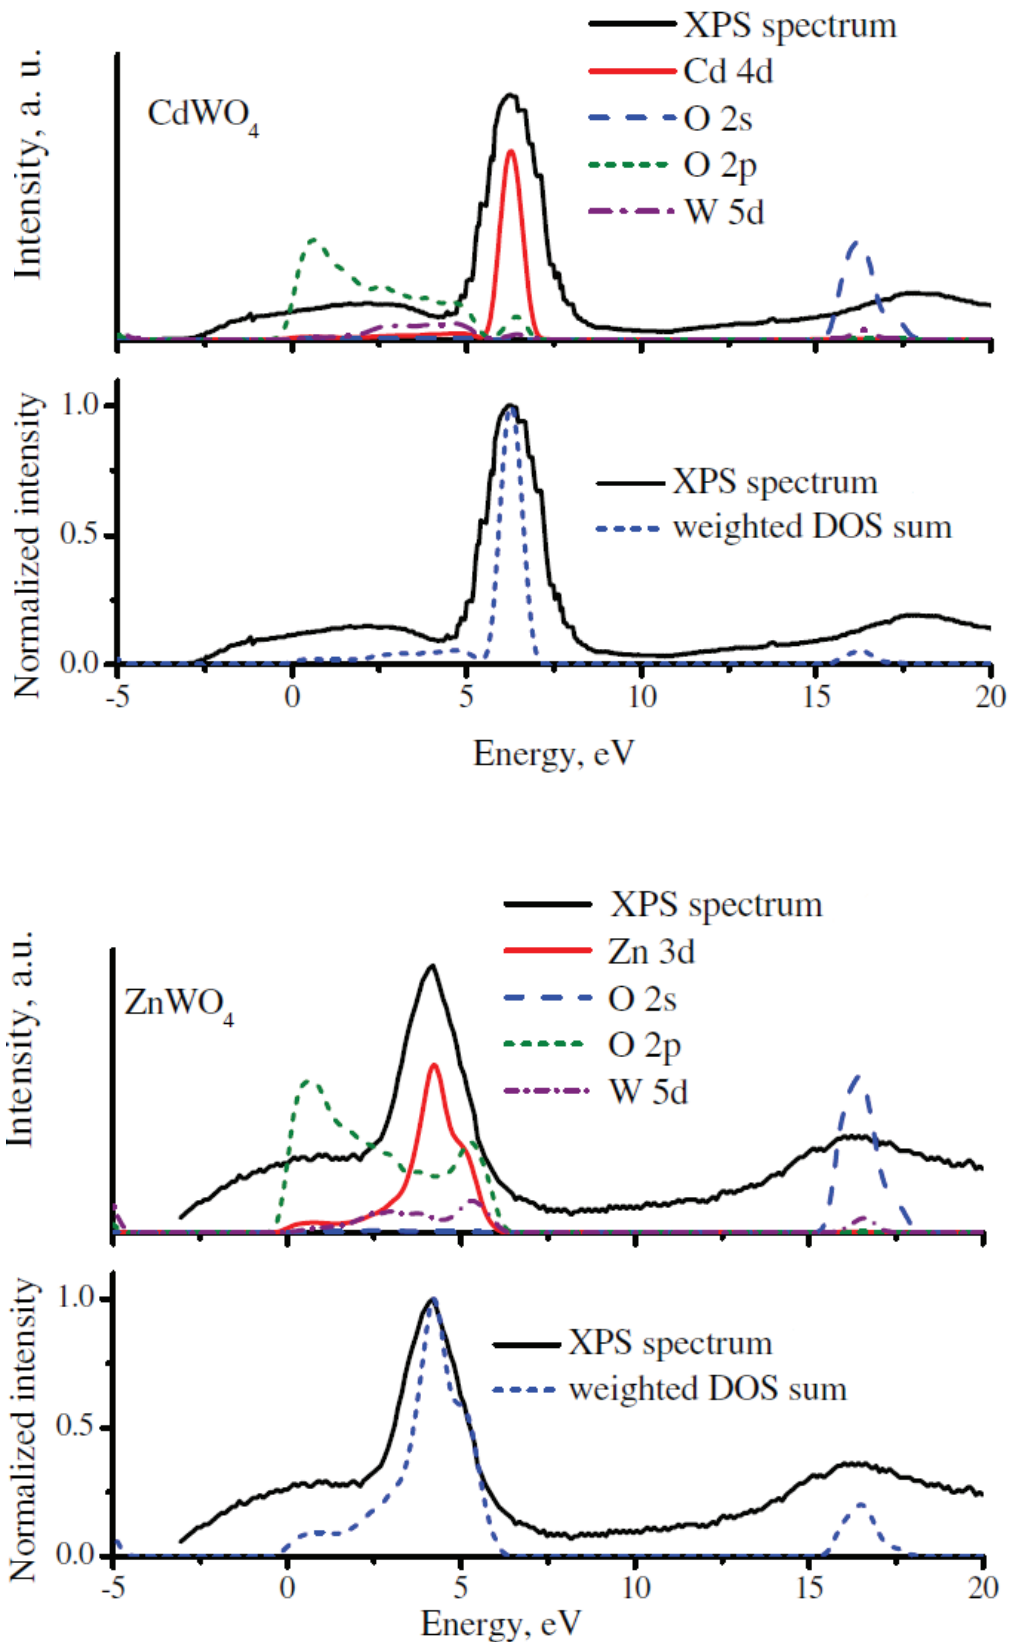 XPS spectrum
Cd 4d
O 2s
O 2p
W 5d
CdWO4
Intensity, a. u.
1.0
0.5
0.0
Normalized intensity
XPS spectrum
weighted DOS sum
-5 0 5 10 15 20
Energy, eV
XPS spectrum
Zn 3d
O 2s
O 2p
W 5d
ZnWO4
Intensity, a.u.
1.0
0.5
0.0
Normalized intensity
XPS spectrum
weighted DOS sum
-5 0 5 10 15 20
Energy, eV